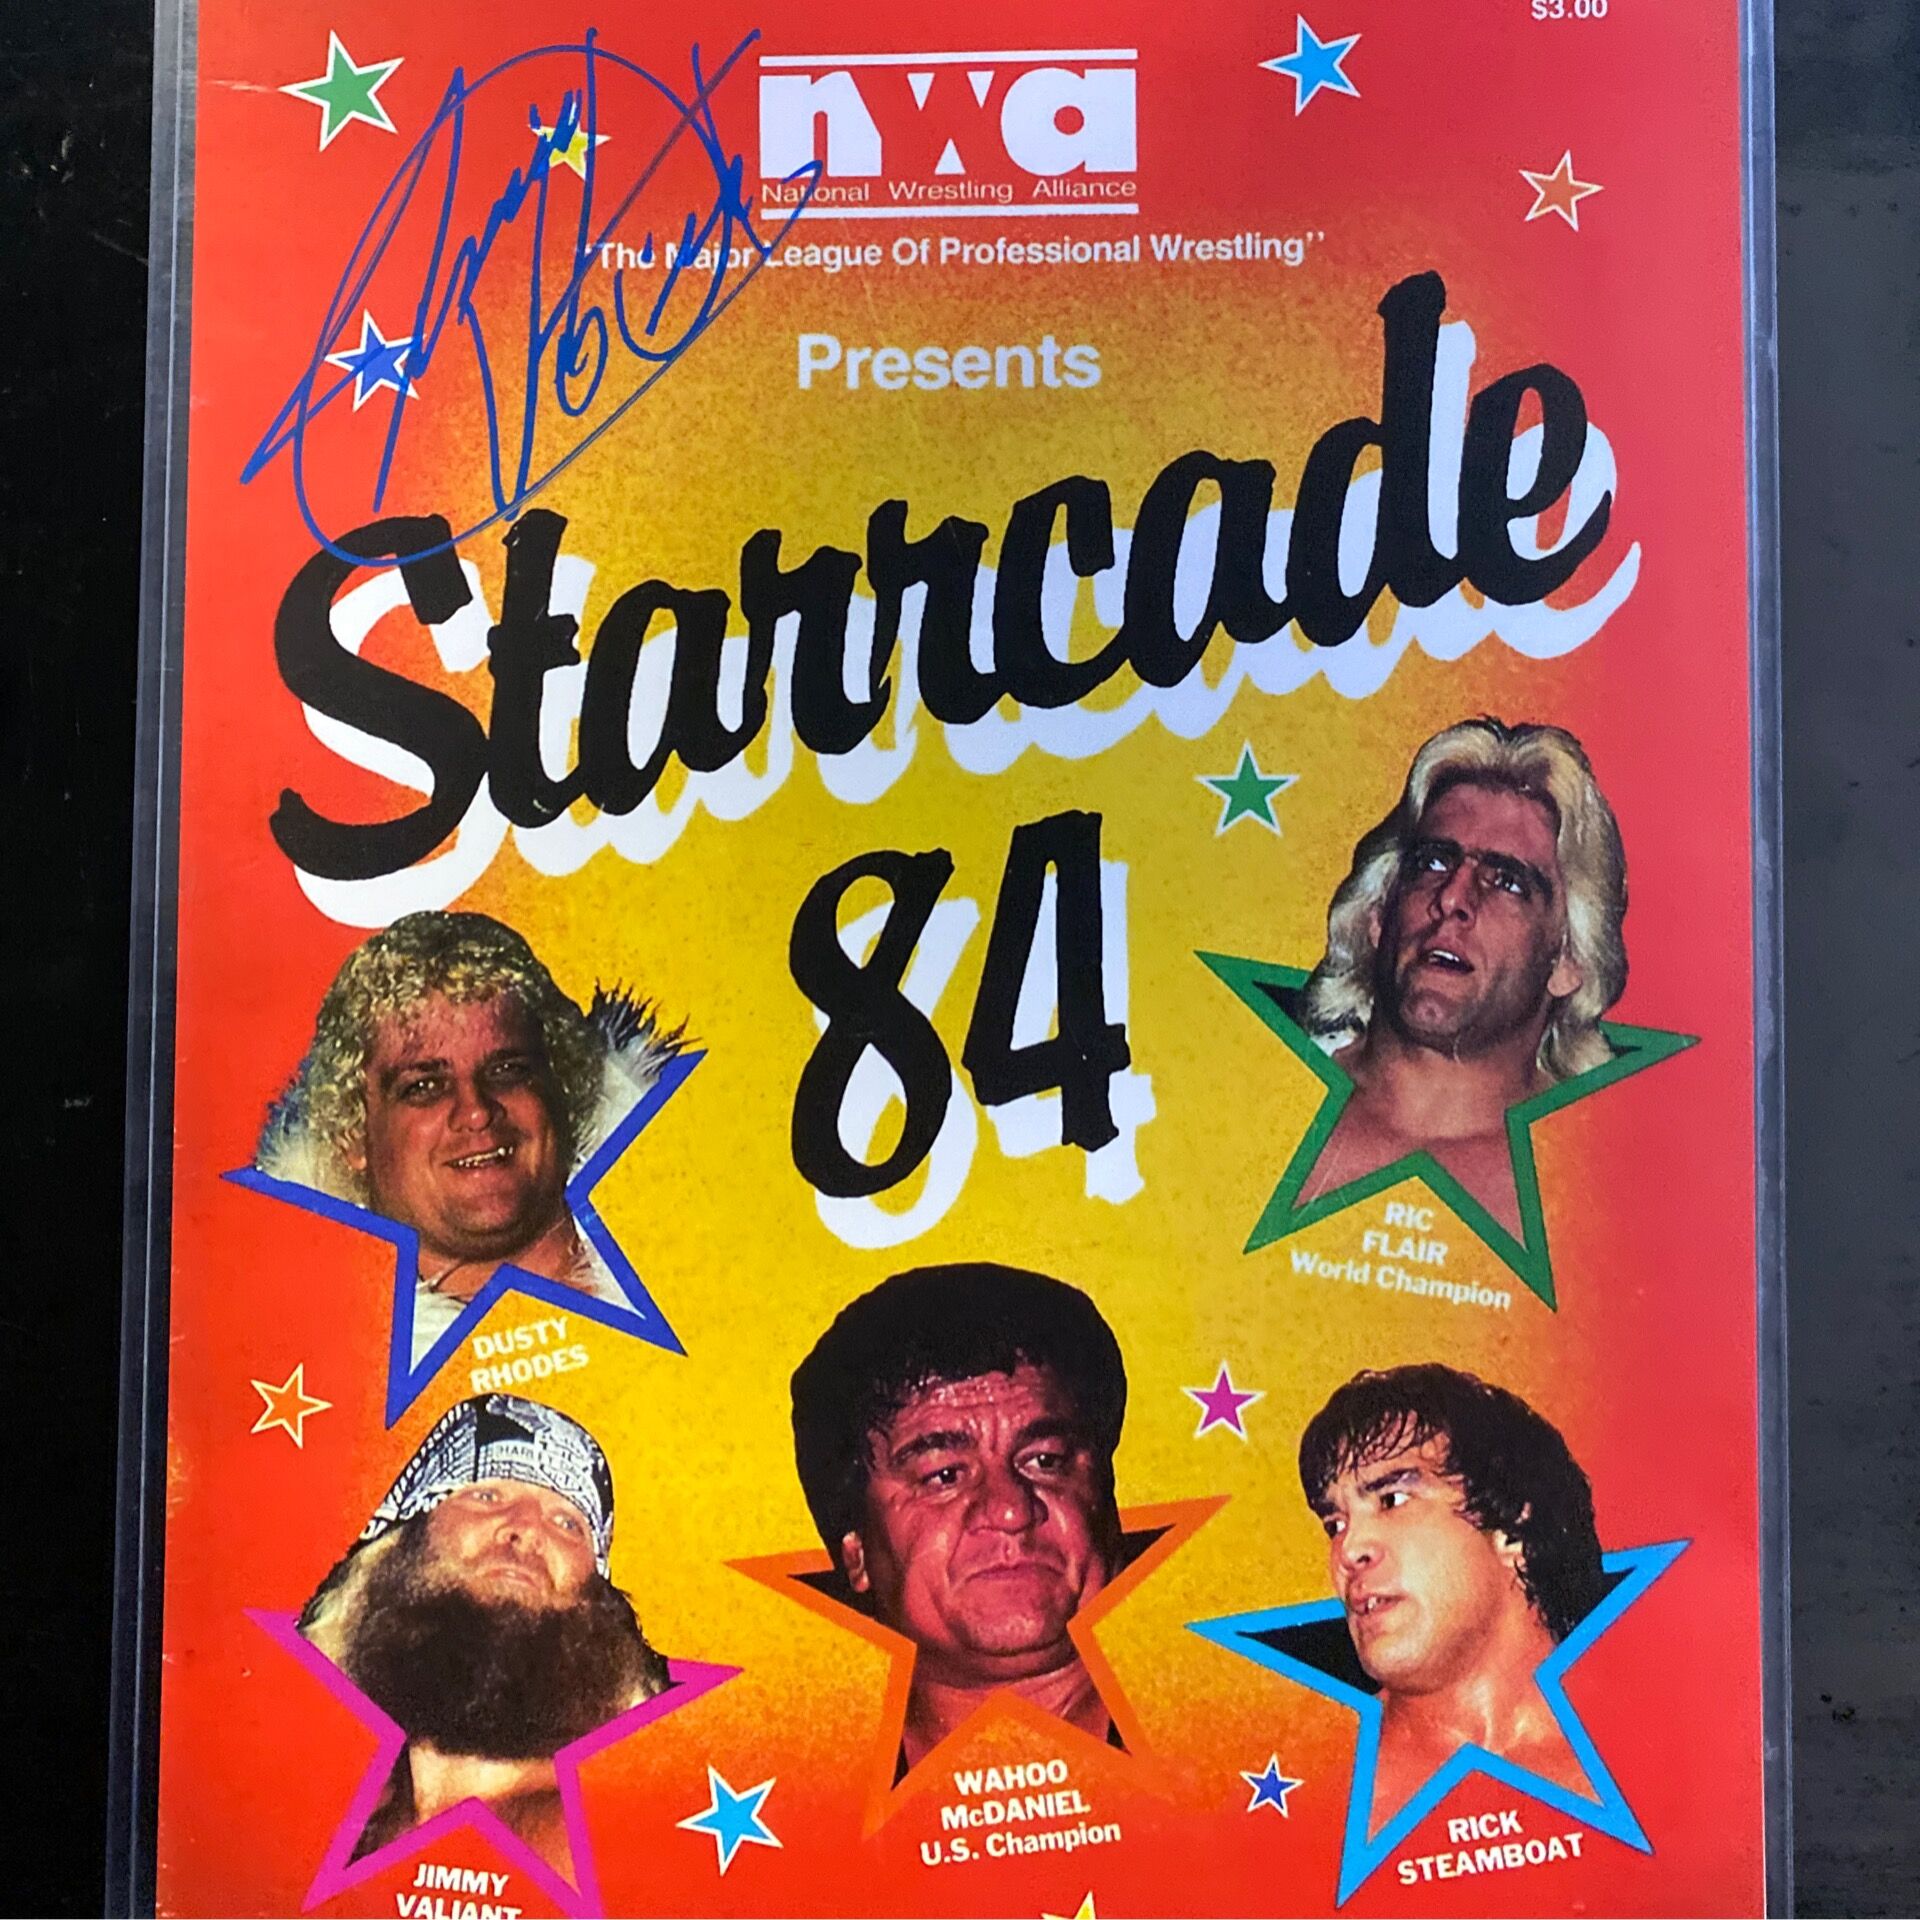 $3.00
nwa
National Wrestling Alliance
"The Major League Of Professional Wrestling"
Presents
Starrcade
84
RIC
FLAIR
World Champion
DUSTY
RHODES
WAHOO
McDANIEL
U.S. Champion
RICK
STEAMBOAT
JIMMY
VALIANT